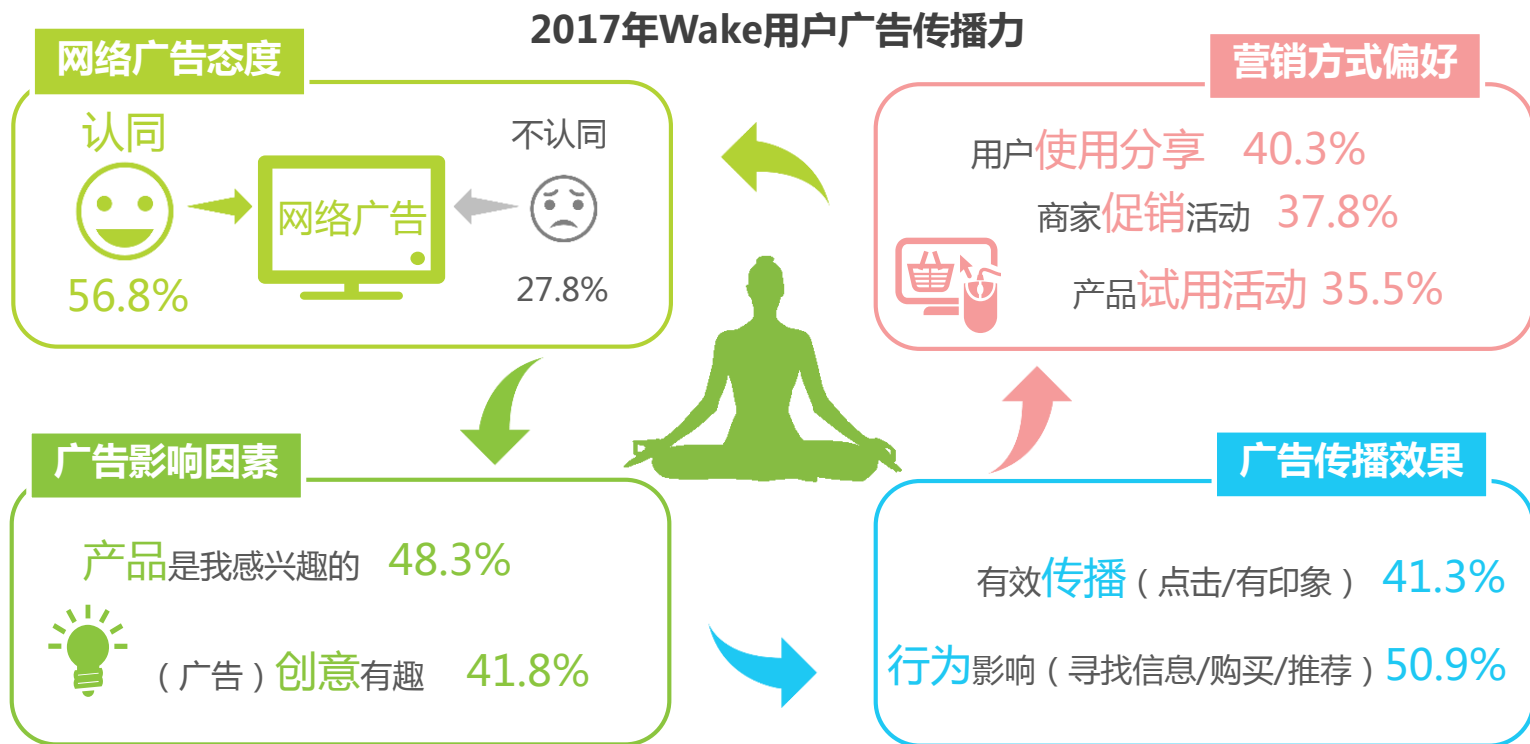 2017年Wake用户广告传播力
网络广告态度
认同
不认同
网络广告
56.8%
27.8%
营销方式偏好
用户使用分享 40.3%
商家促销活动 37.8%
产品试用活动 35.5%
广告影响因素
产品是我感兴趣的 48.3%
（广告）创意有趣 41.8%
广告传播效果
有效传播（点击/有印象） 41.3%
行为影响（寻找信息/购买/推荐）50.9%